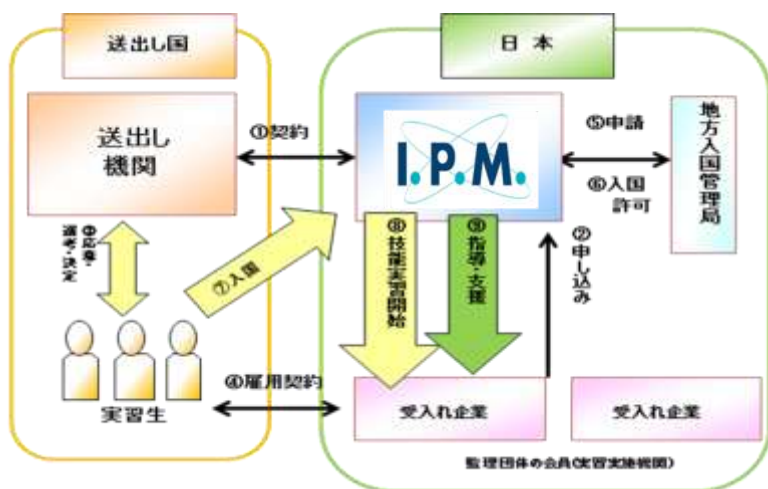 送出し国
日 本
送出し
機関
①契約
I.P.M.
⑤申請
⑥入国
許可
地方入国管理局
③応募・
選考・決定
⑦入国
⑧技能実習開始
⑨指導・支援
②申し込み
実習生
④雇用契約
受入れ企業
受入れ企業
監理団体の会員(実習実施機関)